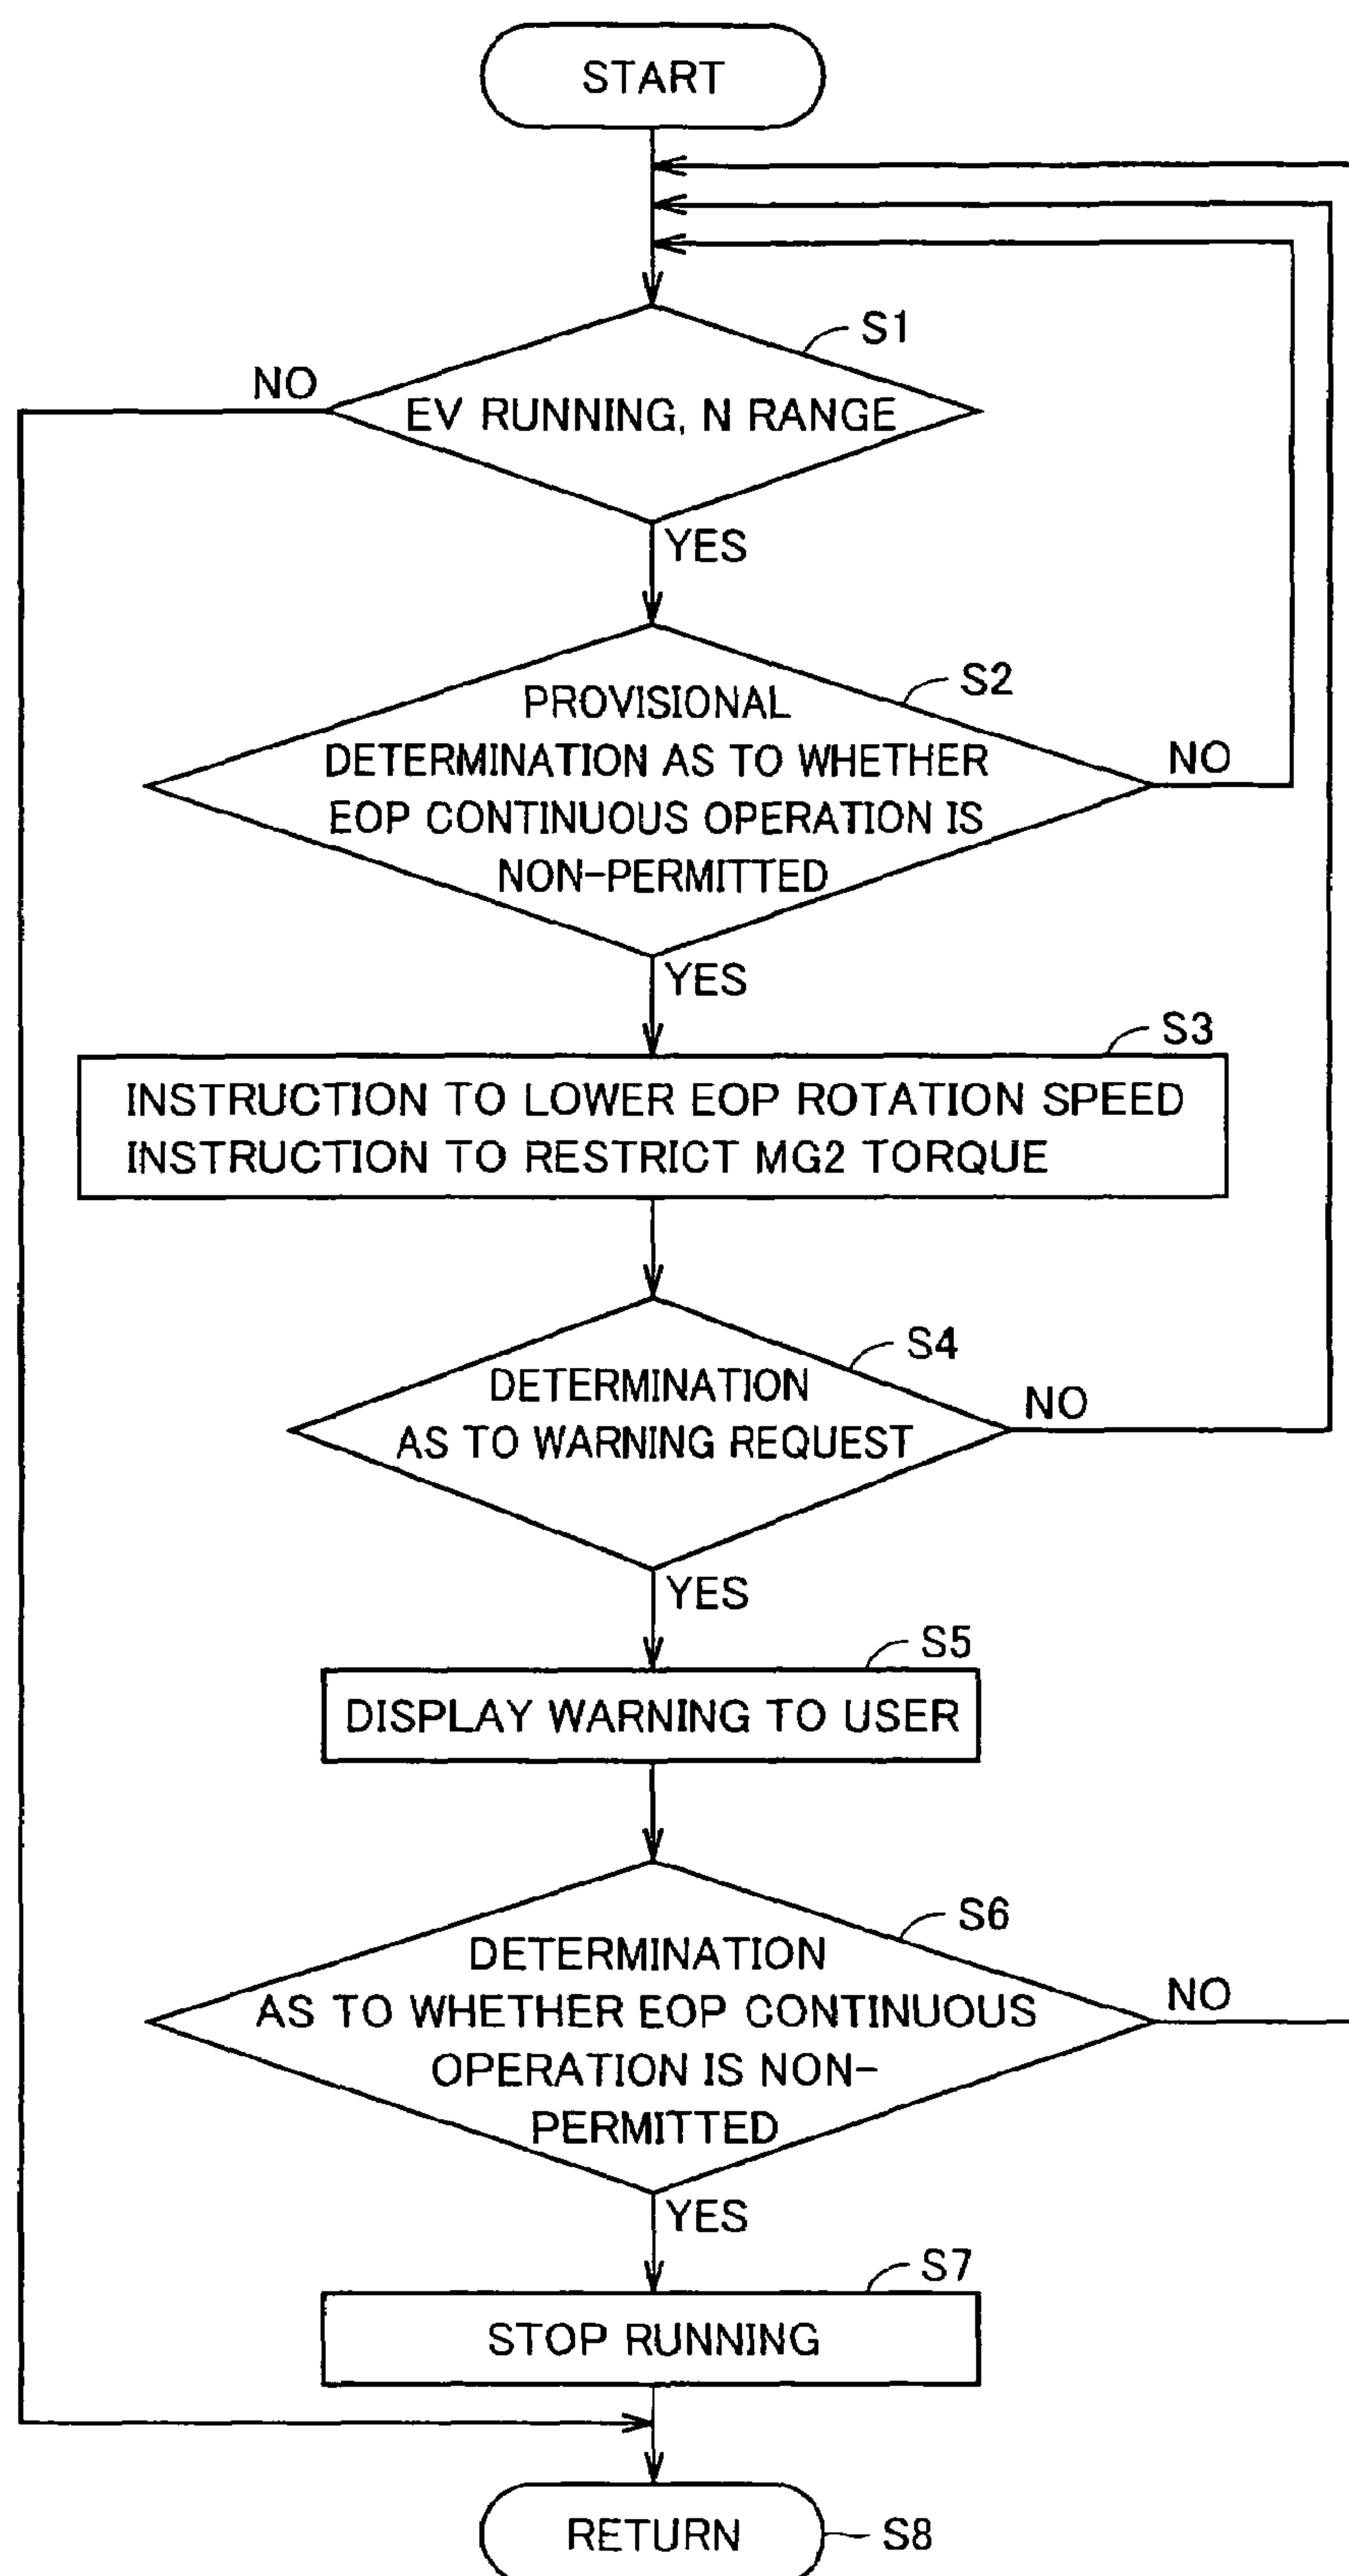 START
S1
NO
EV RUNNING, N RANGE
YES
S2
PROVISIONAL
DETERMINATION AS TO WHETHER
EOP CONTINUOUS OPERATION IS
NON-PERMITTED
NO
YES
S3
INSTRUCTION TO LOWER EOP ROTATION SPEED
INSTRUCTION TO RESTRICT MG2 TORQUE
S4
DETERMINATION
AS TO WARNING REQUEST
NO
YES
S5
DISPLAY WARNING TO USER
S6
DETERMINATION
AS TO WHETHER EOP CONTINUOUS
OPERATION IS NON-
PERMITTED
NO
YES
S7
STOP RUNNING
RETURN
S8